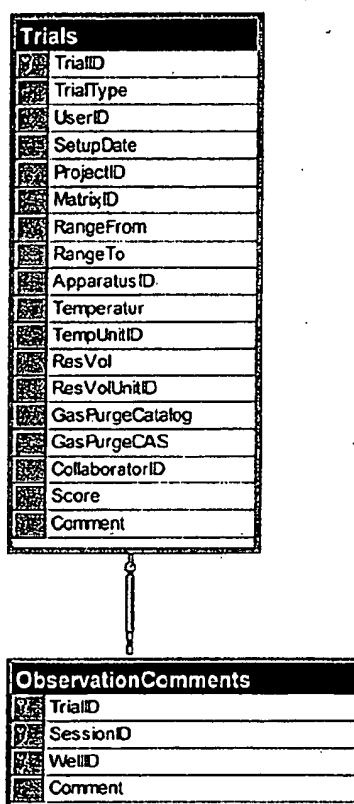 Trials
TrialID
TrialType
UserID
SetupDate
ProjectID
MatrixID
RangeFrom
RangeTo
ApparatusID
Temperatur
TempUnitID
ResVol
ResVolUnitID
GasPurgeCatalog
GasPurgeCAS
CollaboratorID
Score
Comment
ObservationComments
TrialID
SessionID
WellID
Comment